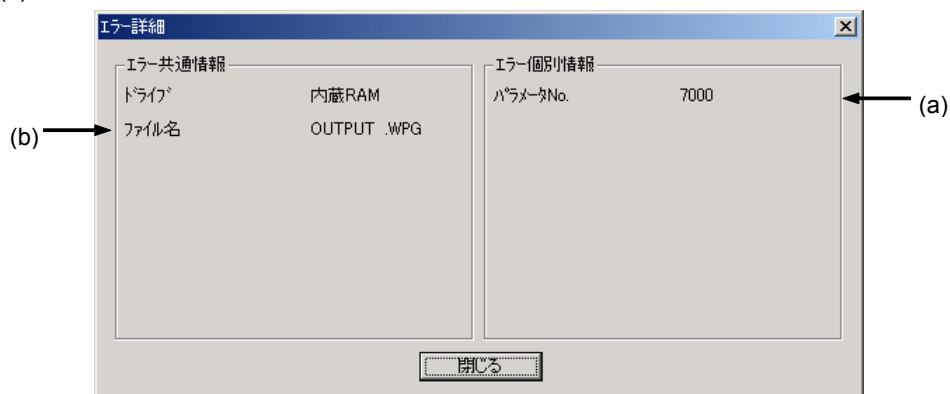 エラー詳細
エラー共通情報
ドライブ 内蔵RAM
ファイル名 OUTPUT .WPG
エラー個別情報
パラメータNo. 7000
(a)
(b)
閉じる